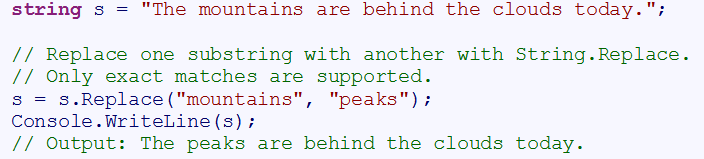 string s = "The mountains are behind the clouds today.";
// Replace one substring with another with String.Replace.
// Only exact matches are supported.
s = s.Replace("mountains", "peaks");
Console.WriteLine(s);
// Output: The peaks are behind the clouds today.